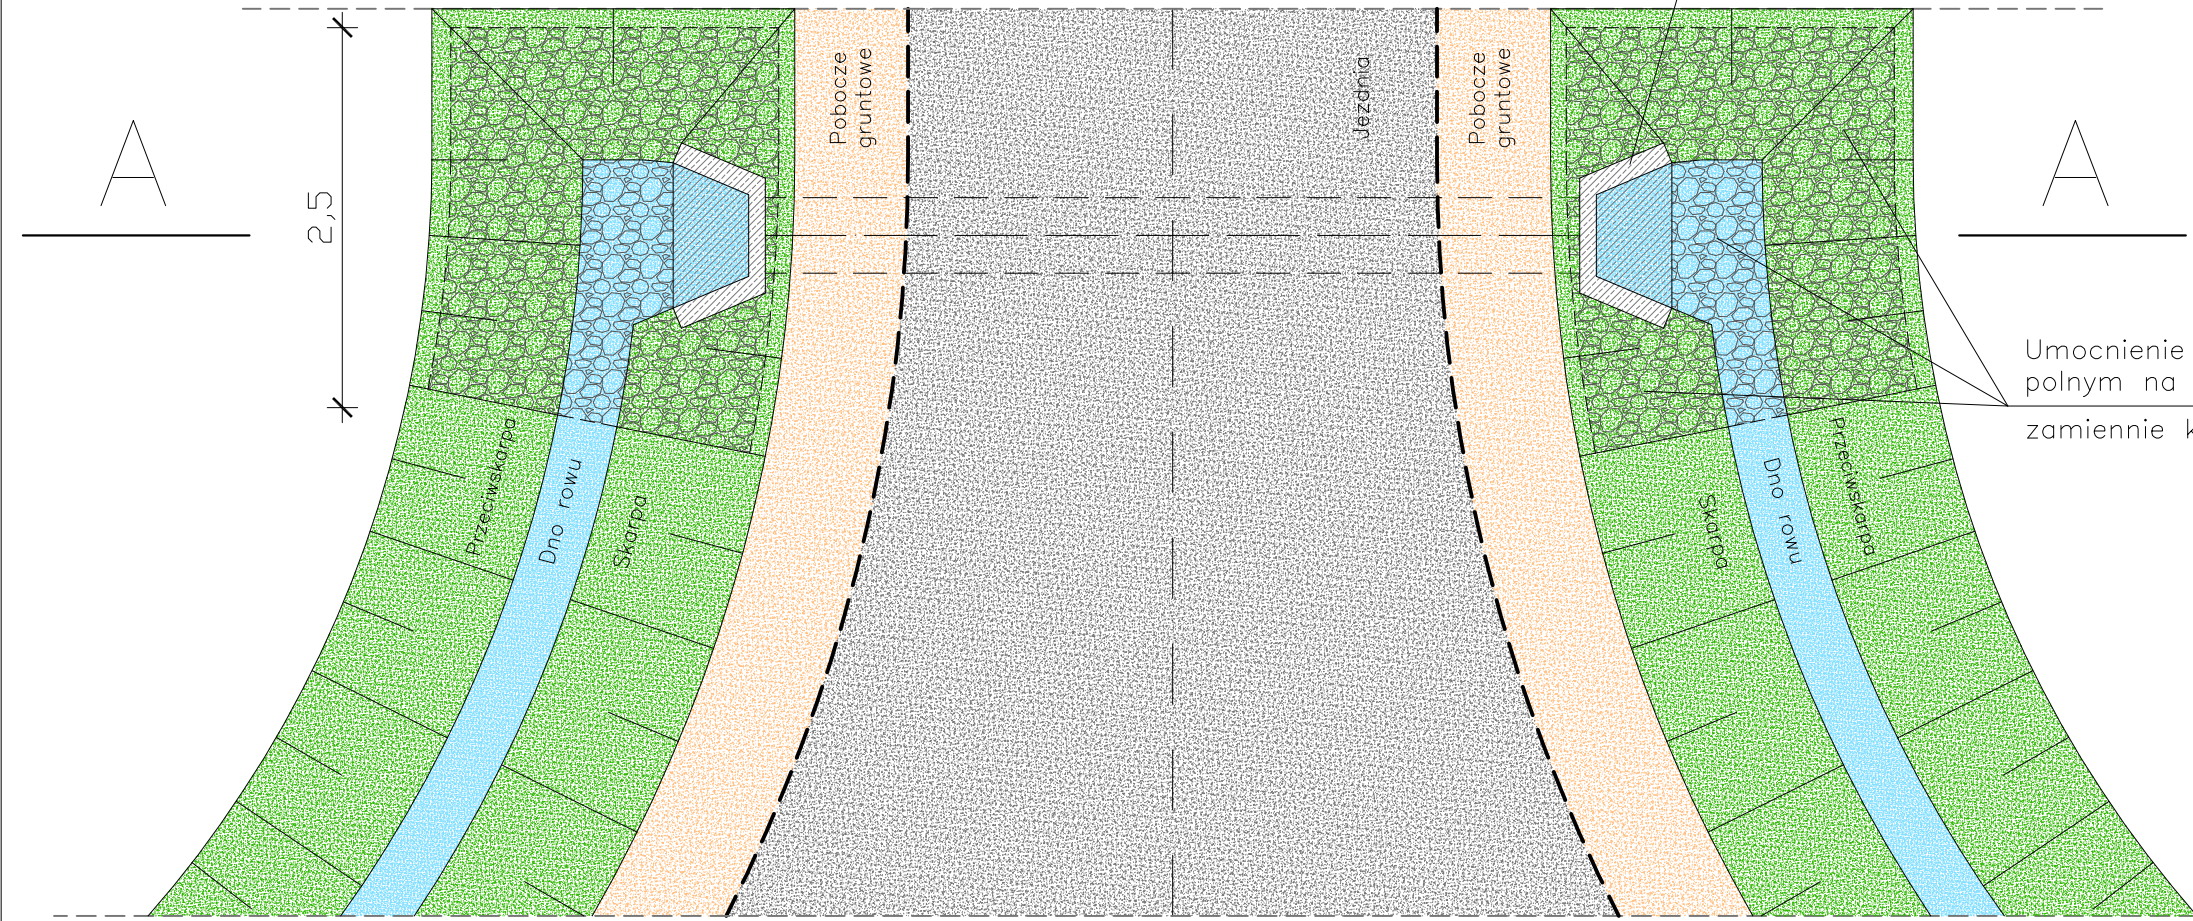 A
A
2,5
Pobocze
gruntowe
Jezdnia
Pobocze
gruntowe
Umocnienie
polnym na
zamiennie k
Przeciwskarpa
Dno rowu
Skarpa
Skarpa
Dno rowu
Przeciwskarpa